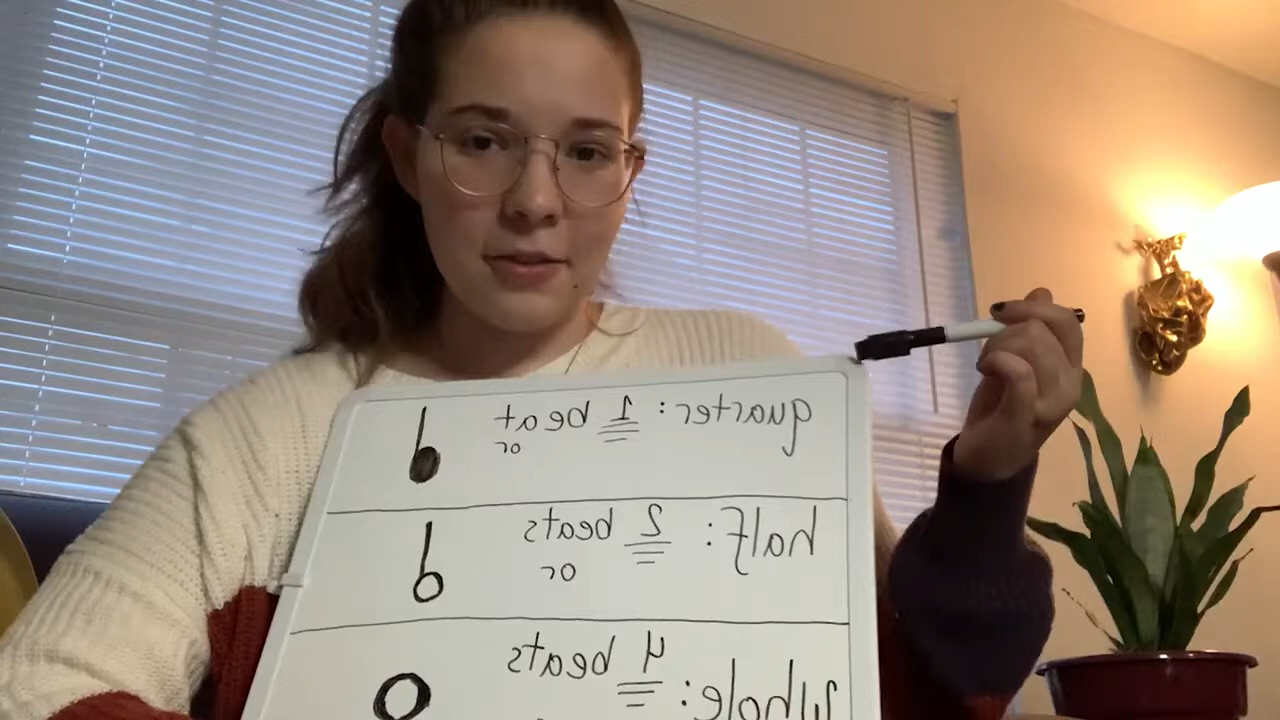 quarter: 1 beat
or
half: 2 beats
or
whole: 4 beats